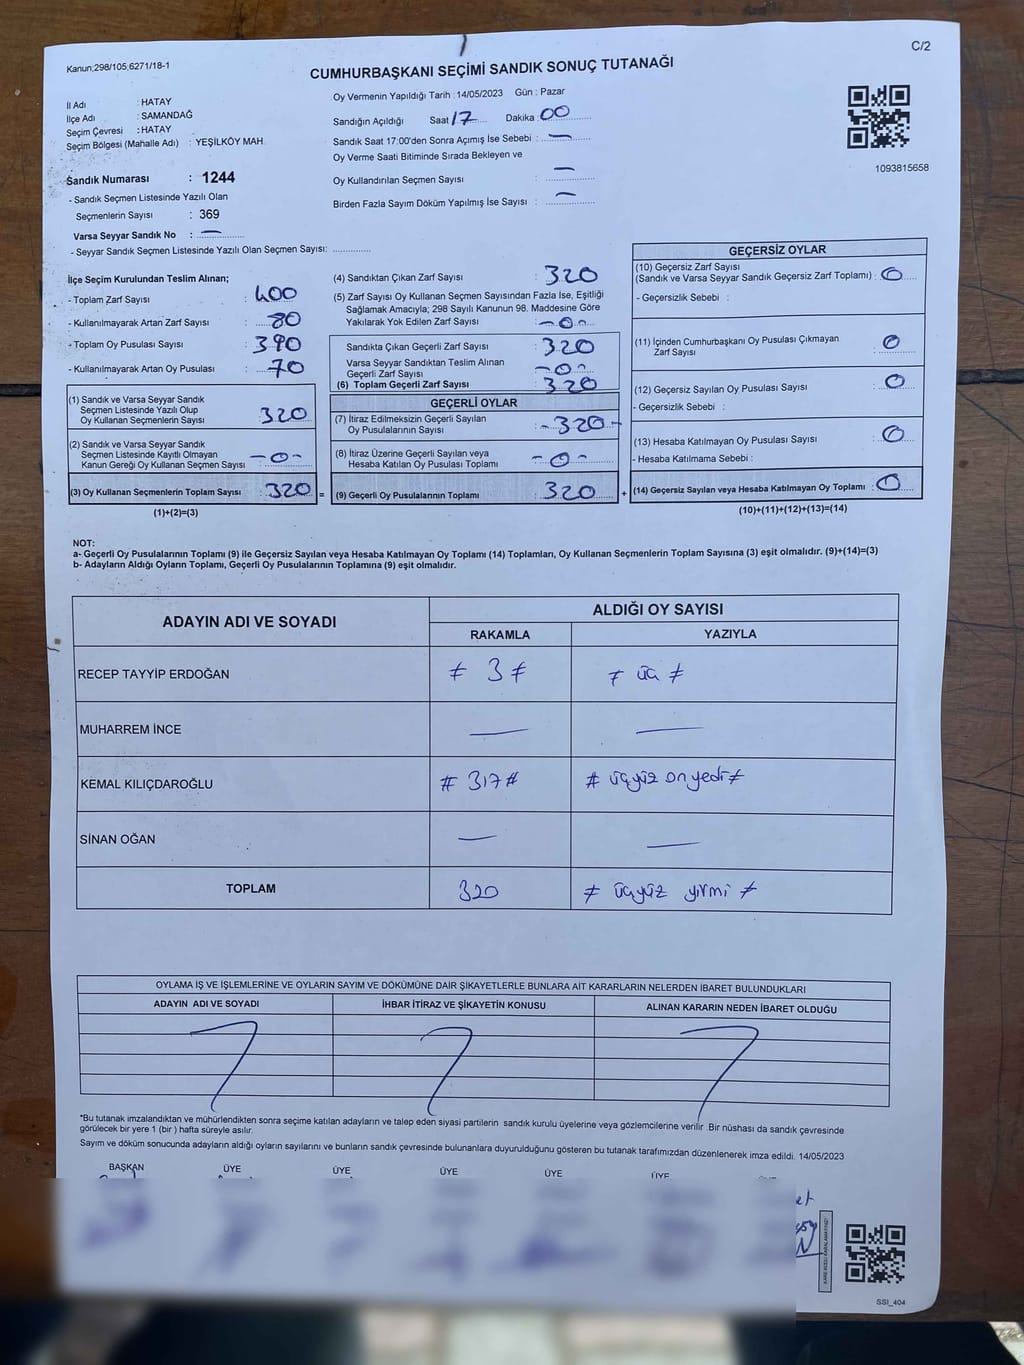 C/2
Kanun;298/105;6271/18-1
CUMHURBAŞKANI SEÇİMİ SANDIK SONUÇ TUTANAĞI
İl Adı : HATAY
İlçe Adı : SAMANDAĞ
Seçim Çevresi : HATAY
Seçim Bölgesi (Mahalle Adı) : YEŞİLKÖY MAH.
Sandık Numarası : 1244
- Sandık Seçmen Listesinde Yazılı Olan
Seçmenlerin Sayısı : 369
Varsa Seyyar Sandık No : —
- Seyyar Sandık Seçmen Listesinde Yazılı Olan Seçmen Sayısı: ............
Oy Vermenin Yapıldığı Tarih :14/05/2023 Gün : Pazar
Sandığın Açıldığı Saat 17 Dakika 00
Sandık Saat 17:00'den Sonra Açımış İse Sebebi : —
Oy Verme Saati Bitiminde Sırada Bekleyen ve
Oy Kullandırılan Seçmen Sayısı —
Birden Fazla Sayım Döküm Yapılmış İse Sayısı : —
1093815658
İlçe Seçim Kurulundan Teslim Alınan;
- Toplam Zarf Sayısı : 400
- Kullanılmayarak Artan Zarf Sayısı : 80
- Toplam Oy Pusulası Sayısı : 390
- Kullanılmayarak Artan Oy Pusulası : 70
(1) Sandık ve Varsa Seyyar Sandık
Seçmen Listesinde Yazılı Olup
Oy Kullanan Seçmenlerin Sayısı : 320
(2) Sandık ve Varsa Seyyar Sandık
Seçmen Listesinde Kayıtlı Olmayan
Kanun Gereği Oy Kullanan Seçmen Sayısı -0-
(3) Oy Kullanan Seçmenlerin Toplam Sayısı : 320 =
(1)+(2)=(3)
(4) Sandıktan Çıkan Zarf Sayısı : 320
(5) Zarf Sayısı Oy Kullanan Seçmen Sayısından Fazla İse, Eşitliği
Sağlamak Amacıyla; 298 Sayılı Kanunun 98. Maddesine Göre
Yakılarak Yok Edilen Zarf Sayısı : -0-
Sandıkta Çıkan Geçerli Zarf Sayısı : 320
Varsa Seyyar Sandıktan Teslim Alınan
Geçerli Zarf Sayısı : -0-
(6) Toplam Geçerli Zarf Sayısı : 320
GEÇERLİ OYLAR
(7) İtiraz Edilmeksizin Geçerli Sayılan
Oy Pusulalarının Sayısı : -320-
(8) İtiraz Üzerine Geçerli Sayılan veya
Hesaba Katılan Oy Pusulası Toplamı -0-
(9) Geçerli Oy Pusulalarının Toplamı : 320 +
GEÇERSİZ OYLAR
(10) Geçersiz Zarf Sayısı
(Sandık ve Varsa Seyyar Sandık Geçersiz Zarf Toplamı) : 0
- Geçersizlik Sebebi :
(11) İçinden Cumhurbaşkanı Oy Pusulası Çıkmayan
Zarf Sayısı : 0
(12) Geçersiz Sayılan Oy Pusulası Sayısı : 0
- Geçersizlik Sebebi :
(13) Hesaba Katılmayan Oy Pusulası Sayısı : 0
- Hesaba Katılmama Sebebi :
(14) Geçersiz Sayılan veya Hesaba Katılmayan Oy Toplamı : 0
(10)+(11)+(12)+(13)=(14)
NOT:
a- Geçerli Oy Pusulalarının Toplamı (9) ile Geçersiz Sayılan veya Hesaba Katılmayan Oy Toplamı (14) Toplamları, Oy Kullanan Seçmenlerin Toplam Sayısına (3) eşit olmalıdır. (9)+(14)=(3)
b- Adayların Aldığı Oyların Toplamı, Geçerli Oy Pusulalarının Toplamına (9) eşit olmalıdır.
ADAYIN ADI VE SOYADI ALDIĞI OY SAYISI
RAKAMLA YAZIYLA
RECEP TAYYİP ERDOĞAN ≠ 3 ≠ ≠ üç ≠
MUHARREM İNCE — —
KEMAL KILIÇDAROĞLU # 317 # # üçyüz onyedi ≠
SİNAN OĞAN — —
TOPLAM 320 ≠ üçyüz yirmi ≠
OYLAMA İŞ VE İŞLEMLERİNE VE OYLARIN SAYIM VE DÖKÜMÜNE DAİR ŞİKAYETLERLE BUNLARA AİT KARARLARIN NELERDEN İBARET BULUNDUKLARI
ADAYIN ADI VE SOYADI İHBAR İTİRAZ VE ŞİKAYETİN KONUSU ALINAN KARARIN NEDEN İBARET OLDUĞU
*Bu tutanak imzalandıktan ve mühürlendikten sonra seçime katılan adayların ve talep eden siyasi partilerin sandık kurulu üyelerine veya gözlemcilerine verilir .Bir nüshası da sandık çevresinde
görülecek bir yere 1 (bir ) hafta süreyle asılır.
Sayım ve döküm sonucunda adayların aldığı oyların sayılarını ve bunların sandık çevresinde bulunanlara duyurulduğunu gösteren bu tutanak tarafımızdan düzenlenerek imza edildi. 14/05/2023
BAŞKAN ÜYE ÜYE ÜYE ÜYE ÜYE
SSI_404